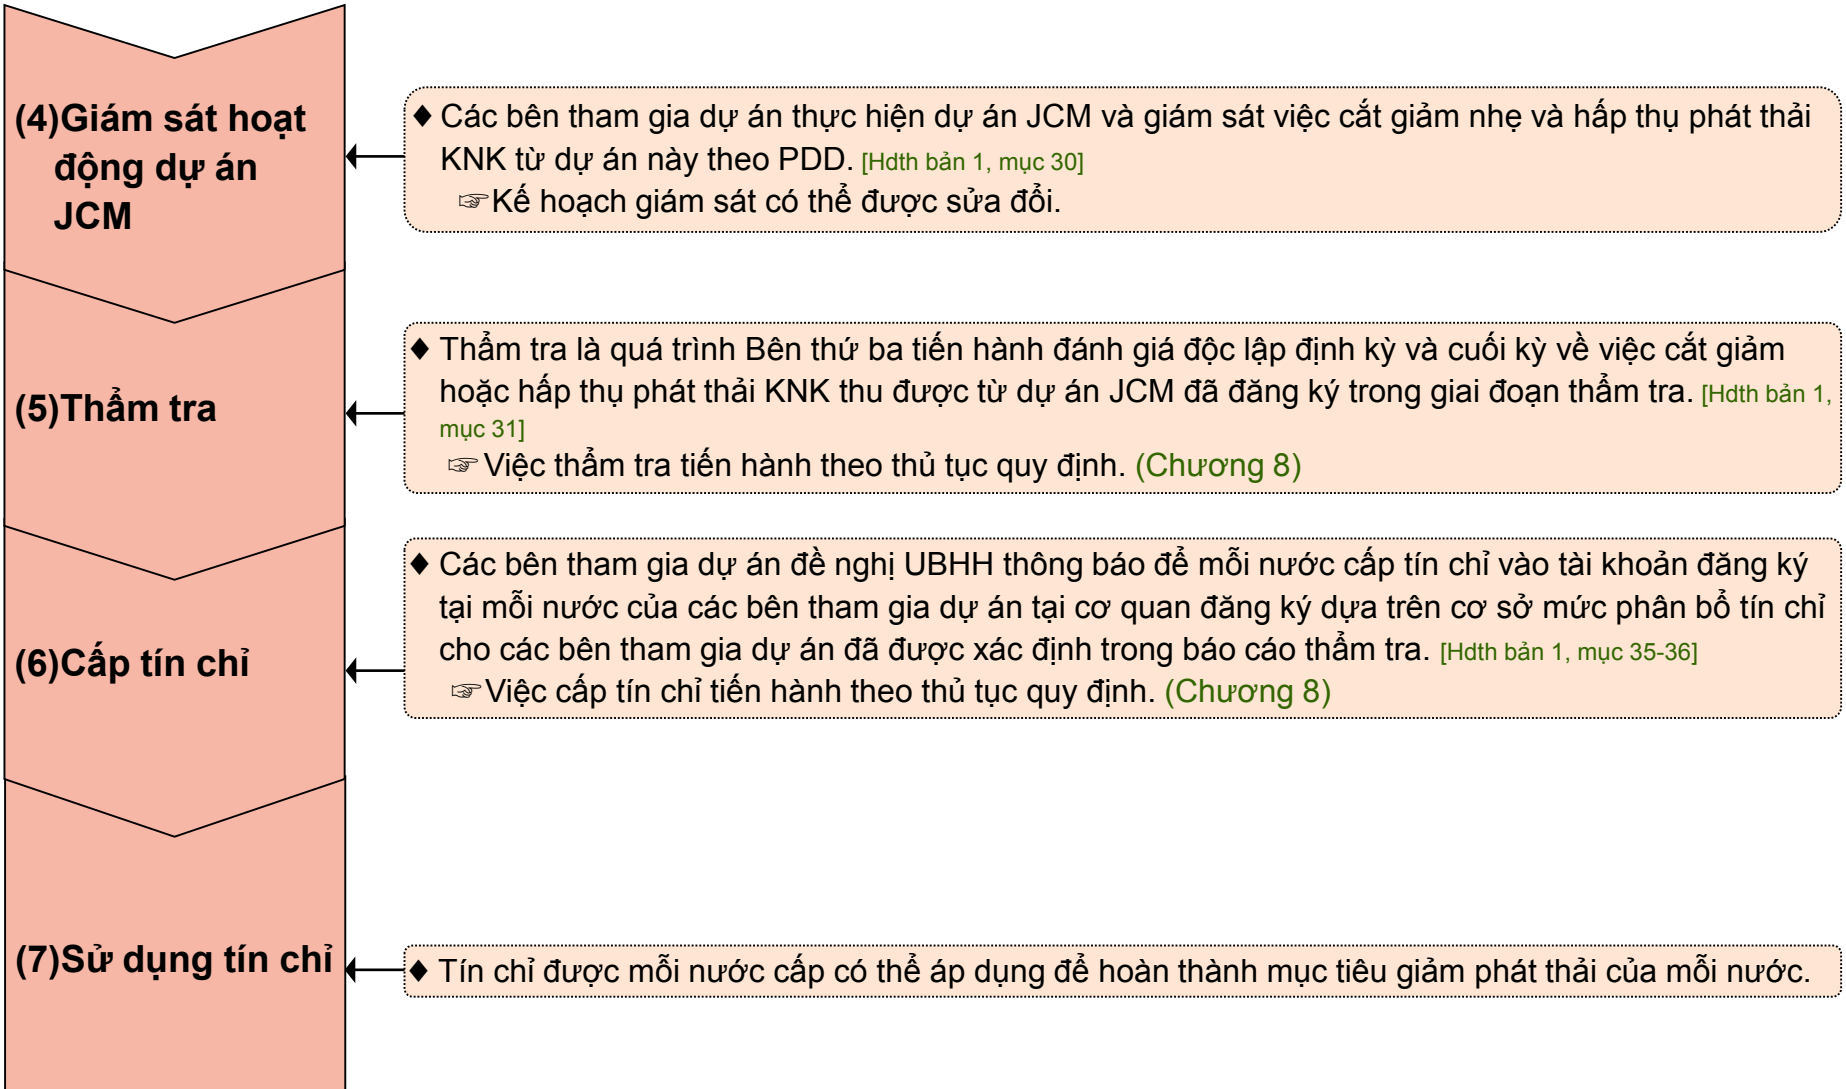 (4)Giám sát hoạt
động dự án
JCM
♦ Các bên tham gia dự án thực hiện dự án JCM và giám sát việc cắt giảm nhẹ và hấp thụ phát thải
KNK từ dự án này theo PDD. [Hdth bản 1, mục 30]
☞Kế hoạch giám sát có thể được sửa đổi.
(5)Thẩm tra
♦ Thẩm tra là quá trình Bên thứ ba tiến hành đánh giá độc lập định kỳ và cuối kỳ về việc cắt giảm
hoặc hấp thụ phát thải KNK thu được từ dự án JCM đã đăng ký trong giai đoạn thẩm tra. [Hdth bản 1,
mục 31]
☞Việc thẩm tra tiến hành theo thủ tục quy định. (Chương 8)
(6)Cấp tín chỉ
♦ Các bên tham gia dự án đề nghị UBHH thông báo để mỗi nước cấp tín chỉ vào tài khoản đăng ký
tại mỗi nước của các bên tham gia dự án tại cơ quan đăng ký dựa trên cơ sở mức phân bổ tín chỉ
cho các bên tham gia dự án đã được xác định trong báo cáo thẩm tra. [Hdth bản 1, mục 35-36]
☞Việc cấp tín chỉ tiến hành theo thủ tục quy định. (Chương 8)
(7)Sử dụng tín chỉ
♦ Tín chỉ được mỗi nước cấp có thể áp dụng để hoàn thành mục tiêu giảm phát thải của mỗi nước.